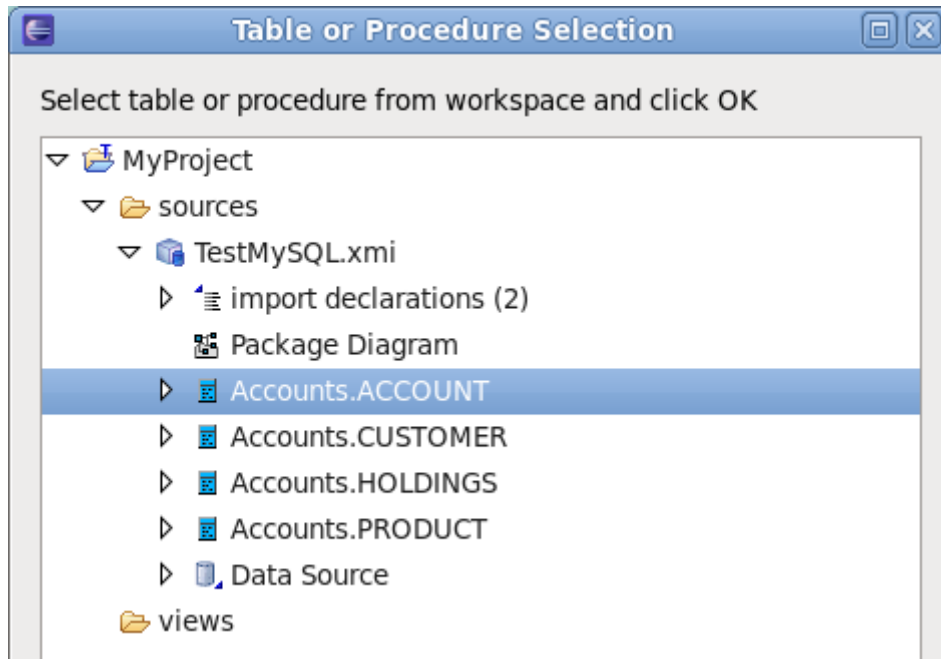 Table or Procedure Selection
Select table or procedure from workspace and click OK
MyProject
sources
TestMySQL.xmi
import declarations (2)
Package Diagram
Accounts.ACCOUNT
Accounts.CUSTOMER
Accounts.HOLDINGS
Accounts.PRODUCT
Data Source
views